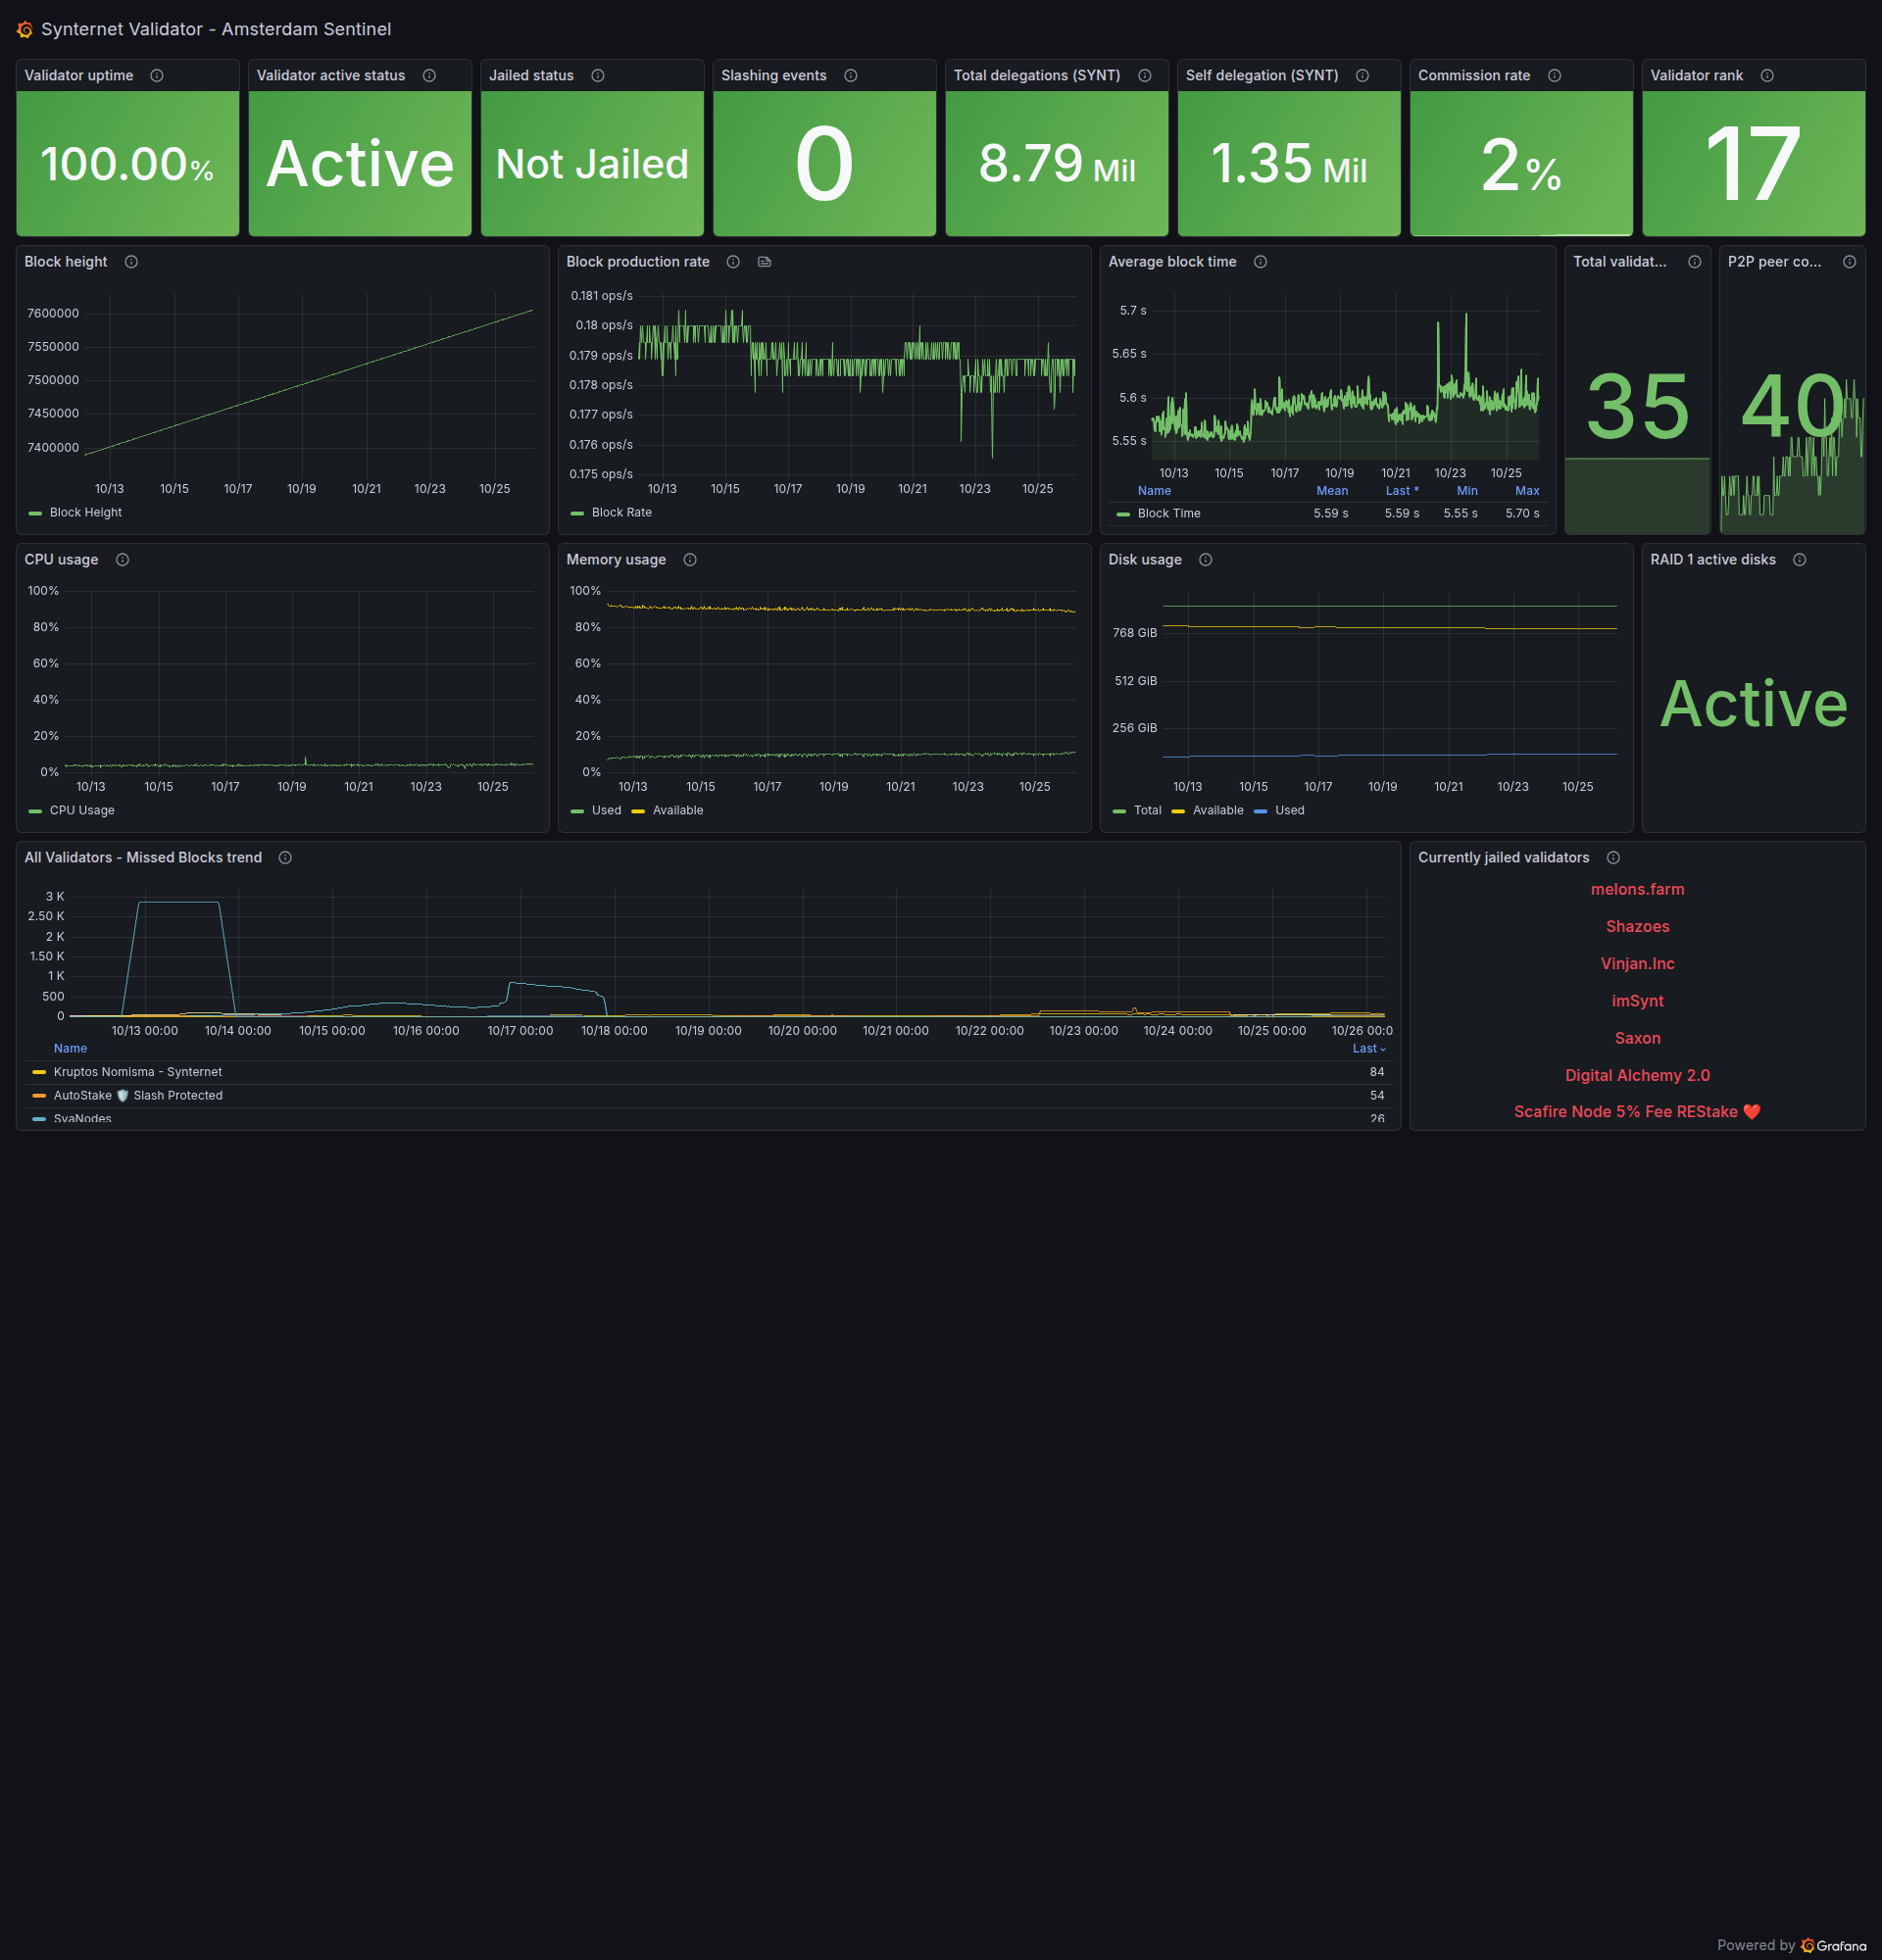 Synternet Validator - Amsterdam Sentinel
Validator uptime
Validator active status
Jailed status
Slashing events
Total delegations (SYNT)
Self delegation (SYNT)
Commission rate
Validator rank
100.00%
Active
Not Jailed
0
8.79 Mil
1.35 Mil
2%
17
Block height
7600000
7550000
7500000
7450000
7400000
10/13 10/15 10/17 10/19 10/21 10/23 10/25
Block Height
Block production rate
0.181 ops/s
0.18 ops/s
0.179 ops/s
0.178 ops/s
0.177 ops/s
0.176 ops/s
0.175 ops/s
10/13 10/15 10/17 10/19 10/21 10/23 10/25
Block Rate
Average block time
5.7 s
5.65 s
5.6 s
5.55 s
10/13 10/15 10/17 10/19 10/21 10/23 10/25
Name Mean Last * Min Max
Block TIme 5.59 s 5.59 s 5.55 s 5.70 s
Total validat...
35
P2P peer co...
40
CPU usage
100%
80%
60%
40%
20%
0%
10/13 10/15 10/17 10/19 10/21 10/23 10/25
CPU Usage
Memory usage
100%
80%
60%
40%
20%
0%
10/13 10/15 10/17 10/19 10/21 10/23 10/25
Used Available
Disk usage
768 GiB
512 GiB
256 GiB
10/13 10/15 10/17 10/19 10/21 10/23 10/25
Total Available Used
RAID 1 active disks
Active
All Validators - Missed Blocks trend
3 K
2.50 K
2 K
1.50 K
1 K
500
0
10/13 00:00 10/14 00:00 10/15 00:00 10/16 00:00 10/17 00:00 10/18 00:00 10/19 00:00 10/20 00:00 10/21 00:00 10/22 00:00 10/23 00:00 10/24 00:00 10/25 00:00 10/26 00:0
Name Last
Kruptos Nomisma - Synternet 84
AutoStake 🛡️ Slash Protected 54
SvaNodes 26
Currently jailed validators
melons.farm
Shazoes
Vinjan.Inc
imSynt
Saxon
Digital Alchemy 2.0
Scafire Node 5% Fee REStake ❤️
Powered by Grafana